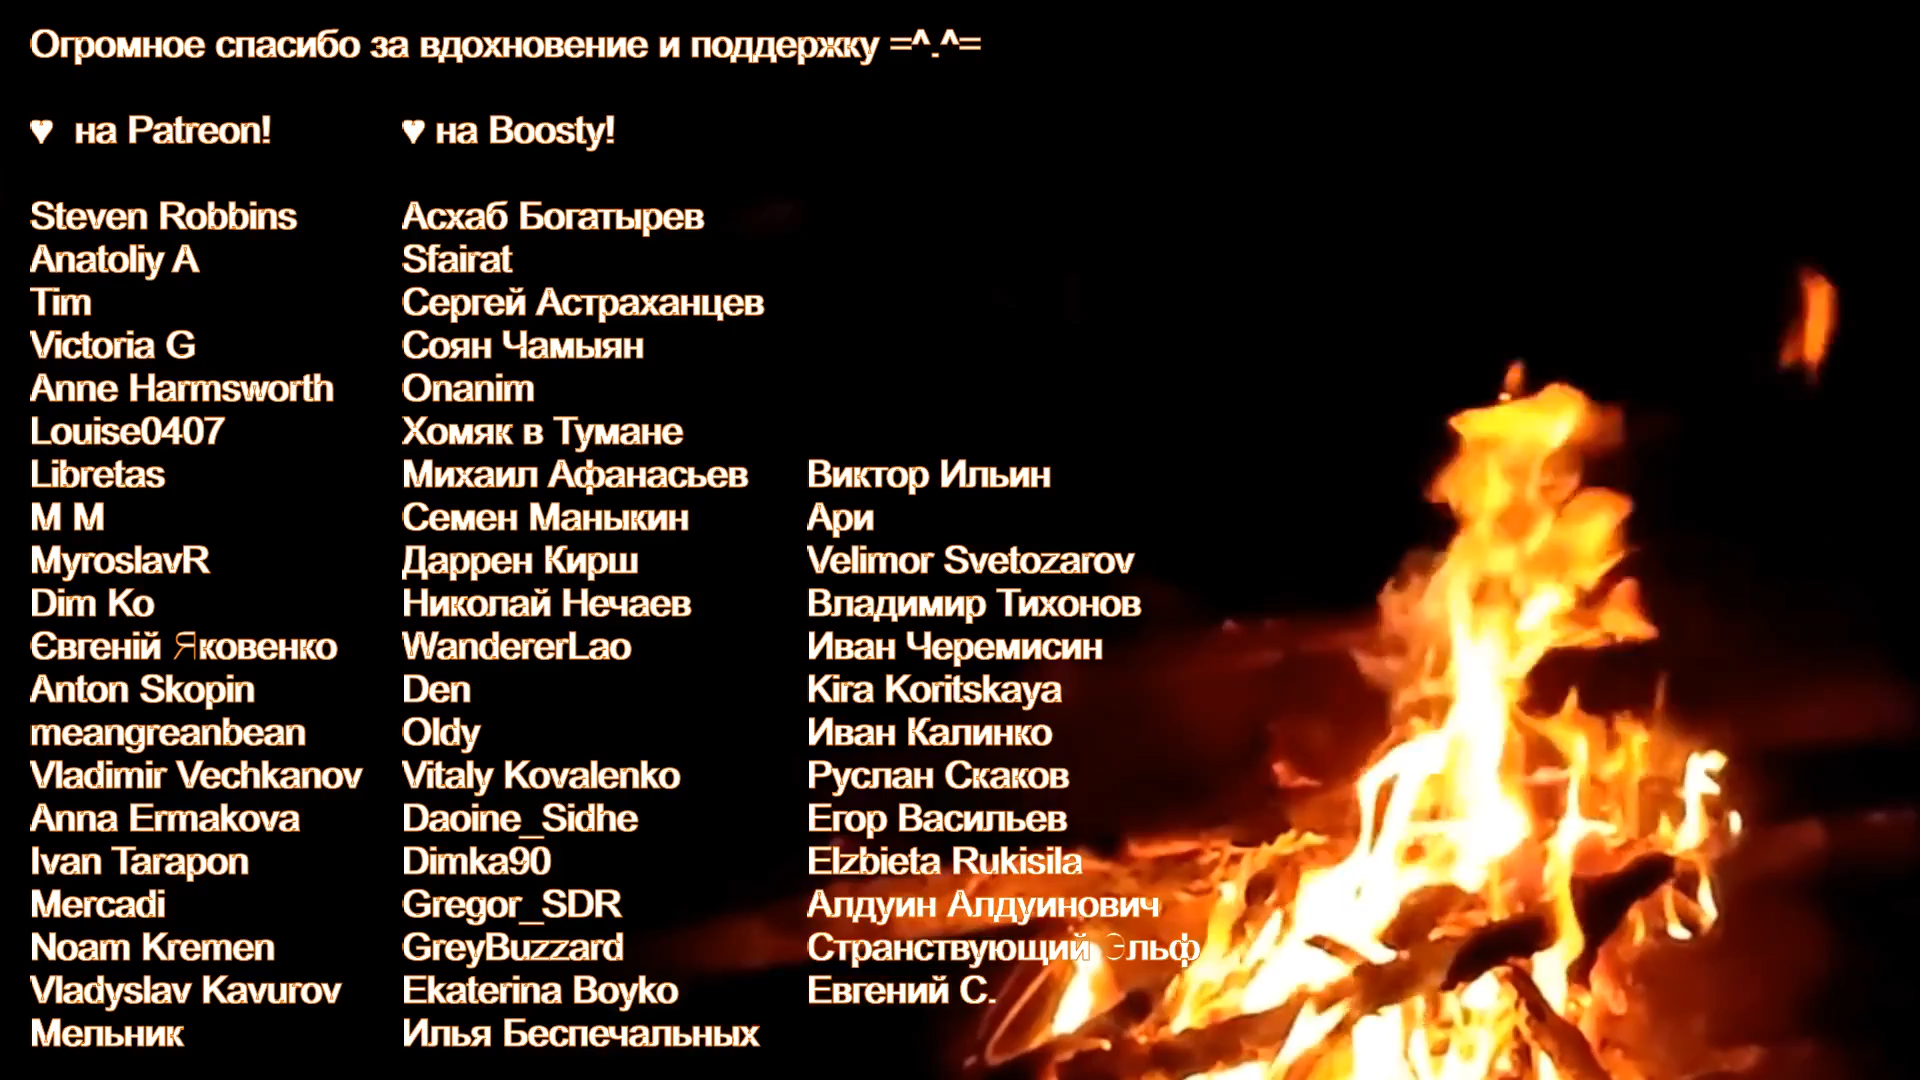 Огромное спасибо за вдохновение и поддержку =^.^=
♥ на Patreon!
Steven Robbins
Anatoliy A
Tim
Victoria G
Anne Harmsworth
Louise0407
Libretas
M M
MyroslavR
Dim Ko
Євгеній Яковенко
Anton Skopin
meangreanbean
Vladimir Vechkanov
Anna Ermakova
Ivan Tarapon
Mercadi
Noam Kremen
Vladyslav Kavurov
Мельник
♥ на Boosty!
Асхаб Богатырев
Sfairat
Сергей Астраханцев
Соян Чамыян
Onanim
Хомяк в Тумане
Михаил Афанасьев
Семен Маныкин
Даррен Кирш
Николай Нечаев
WandererLao
Den
Oldy
Vitaly Kovalenko
Daoine_Sidhe
Dimka90
Gregor_SDR
GreyBuzzard
Ekaterina Boyko
Илья Беспечальных
Виктор Ильин
Ари
Velimor Svetozarov
Владимир Тихонов
Иван Черемисин
Kira Koritskaya
Иван Калинко
Руслан Скаков
Егор Васильев
Elzbieta Rukisila
Алдуин Алдуинович
Странствующий Эльф
Евгений С.